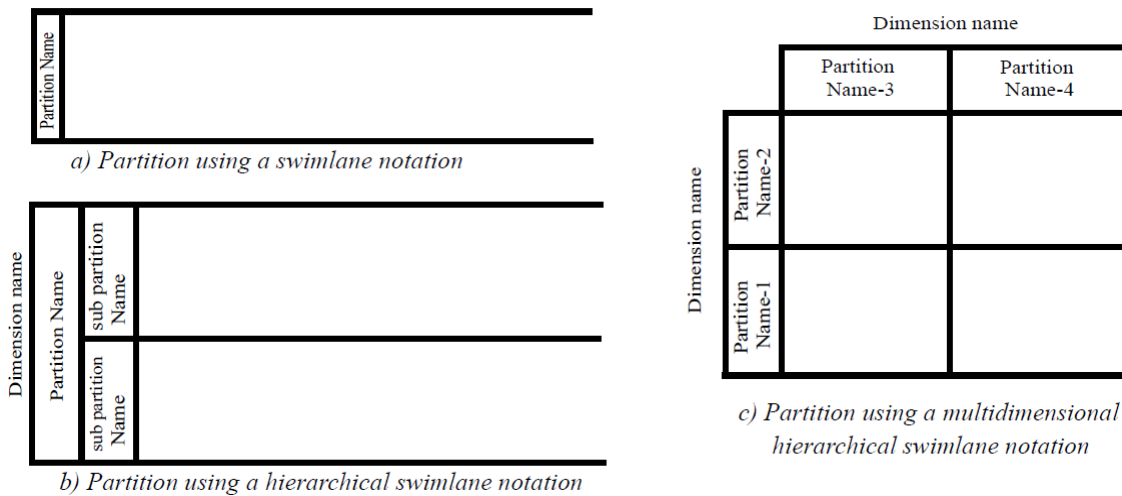 Partition Name
a) Partition using a swimlane notation
Dimension name
Partition Name
sub partition
Name
sub partition
Name
b) Partition using a hierarchical swimlane notation
Dimension name
Partition
Name-3
Partition
Name-4
Dimension name
Partition
Name-2
Partition
Name-1
c) Partition using a multidimensional
hierarchical swimlane notation